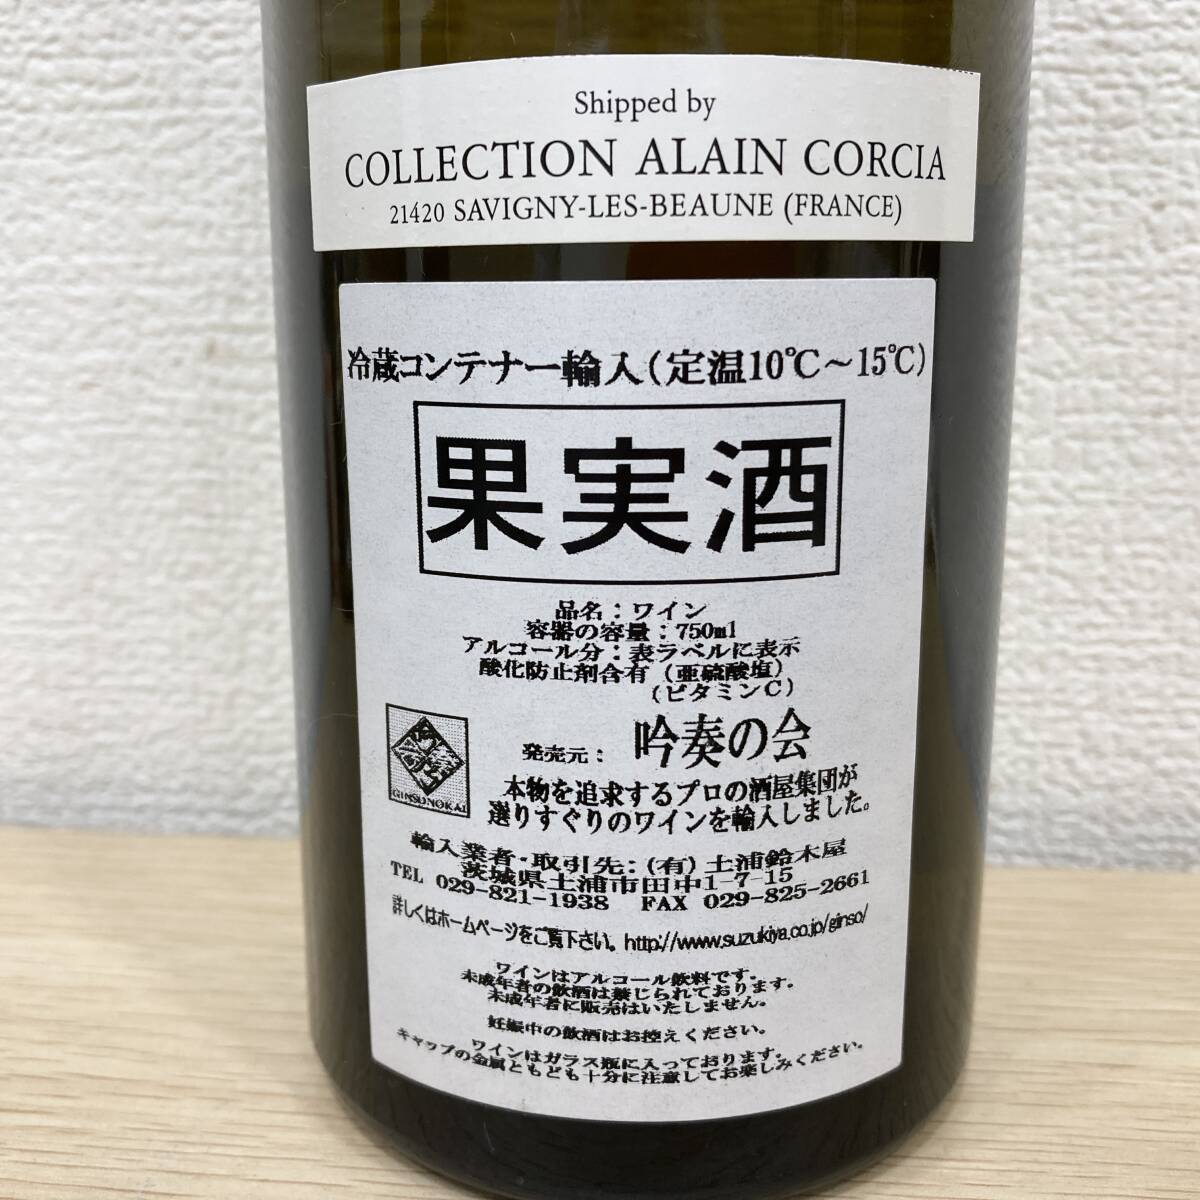 Shipped by
COLLECTION ALAIN CORCIA
21420 SAVIGNY-LES-BEAUNE (FRANCE)
冷蔵コンテナー輸入(定温10℃～15℃)
果実酒
品名：ワイン
容器の容量：750ml
アルコール分：表ラベルに表示
酸化防止剤含有(亜硫酸塩)
(ビタミンC)
発売元： 吟奏の会
GINSONOKAI
本物を追求するプロの酒屋集団が
選りすぐりのワインを輸入しました。
輸入業者・取引先：(有)土浦鈴木屋
茨城県土浦市田中1-7-15
TEL 029-821-1938 FAX 029-825-2661
詳しくはホームページをご覧下さい。http://www.suzukiya.co.jp/ginso/
ワインはアルコール飲料です。
未成年者の飲酒は禁じられております。
未成年者に販売はいたしません。
妊娠中の飲酒はお控えください。
ワインはガラス瓶に入っております。
キャップの金属ともども十分に注意してお楽しみください。